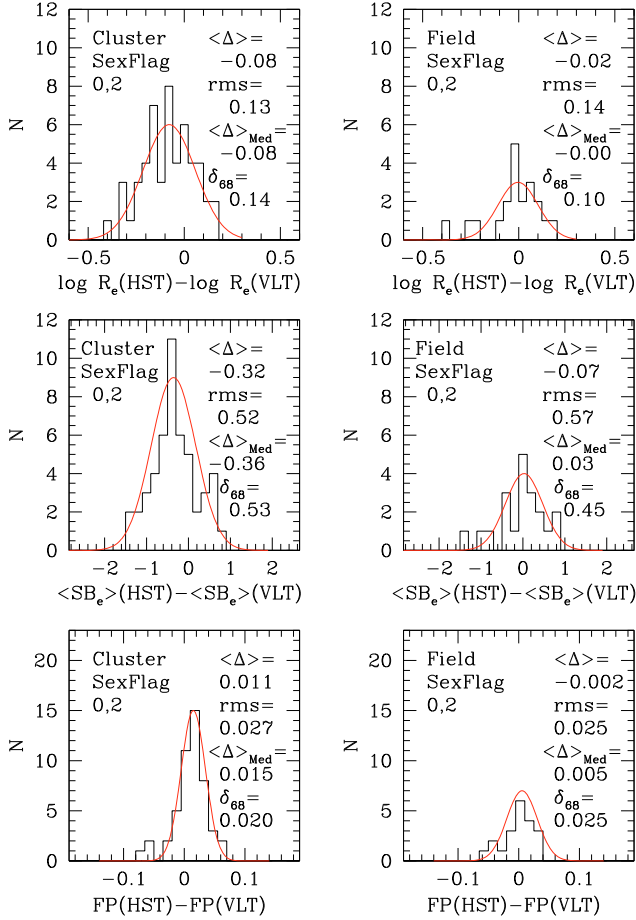 12
10
8
6
4
2
0
N
Cluster
SexFlag
0,2
<Δ>=
−0.08
rms=
0.13
<Δ>Med=
−0.08
δ68=
0.14
−0.5 0 0.5
log Re(HST)−log Re(VLT)
12
10
8
6
4
2
0
N
Field
SexFlag
0,2
<Δ>=
−0.02
rms=
0.14
<Δ>Med=
−0.00
δ68=
0.10
−0.5 0 0.5
log Re(HST)−log Re(VLT)
12
10
8
6
4
2
0
N
Cluster
SexFlag
0,2
<Δ>=
−0.32
rms=
0.52
<Δ>Med=
−0.36
δ68=
0.53
−2 −1 0 1 2
<SBe>(HST)−<SBe>(VLT)
12
10
8
6
4
2
0
N
Field
SexFlag
0,2
<Δ>=
−0.07
rms=
0.57
<Δ>Med=
0.03
δ68=
0.45
−2 −1 0 1 2
<SBe>(HST)−<SBe>(VLT)
20
15
10
5
0
N
Cluster
SexFlag
0,2
<Δ>=
0.011
rms=
0.027
<Δ>Med=
0.015
δ68=
0.020
−0.1 0 0.1
FP(HST)−FP(VLT)
20
15
10
5
0
N
Field
SexFlag
0,2
<Δ>=
−0.002
rms=
0.025
<Δ>Med=
0.005
δ68=
0.025
−0.1 0 0.1
FP(HST)−FP(VLT)